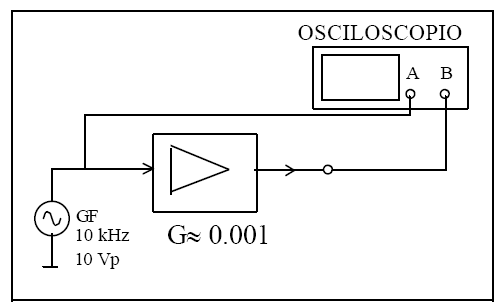 OSCILOSCOPIO
A B
GF
10 kHz
10 Vp
G≈ 0.001